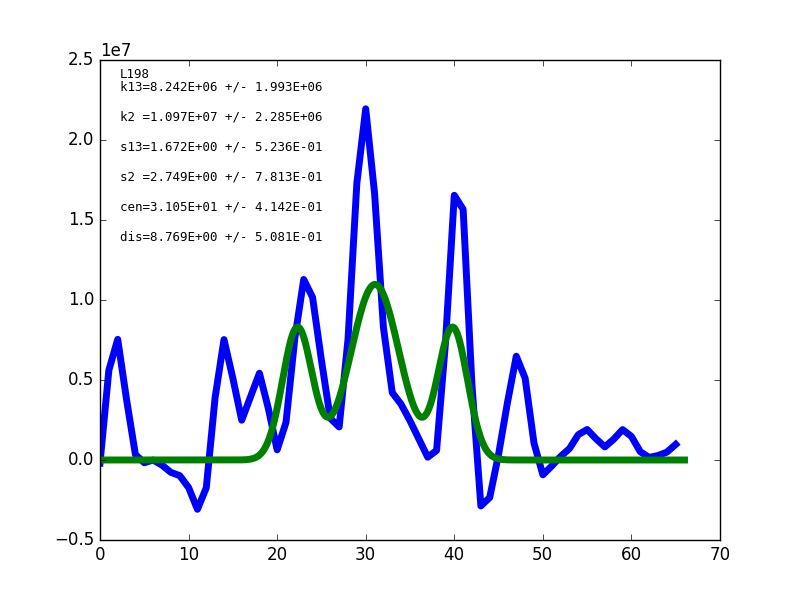 1e7
L198
k13=8.242E+06 +/- 1.993E+06
k2 =1.097E+07 +/- 2.285E+06
s13=1.672E+00 +/- 5.236E-01
s2 =2.749E+00 +/- 7.813E-01
cen=3.105E+01 +/- 4.142E-01
dis=8.769E+00 +/- 5.081E-01
2.5
2.0
1.5
1.0
0.5
0.0
−0.5
0 10 20 30 40 50 60 70